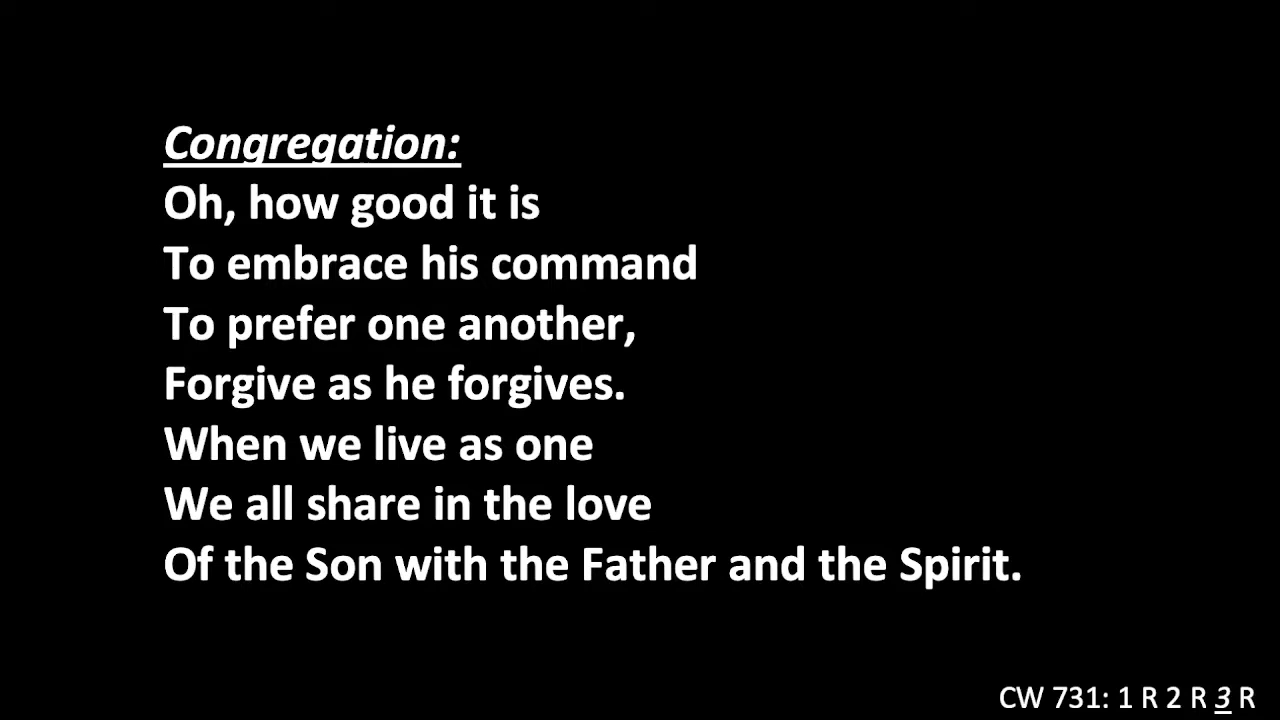 Congregation:
Oh, how good it is
To embrace his command
To prefer one another,
Forgive as he forgives.
When we live as one
We all share in the love
Of the Son with the Father and the Spirit.
CW 731: 1 R 2 R 3 R